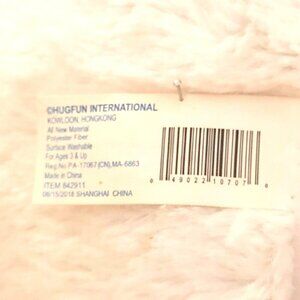 ©HUGFUN INTERNATIONAL
KOWLOON, HONGKONG
All New Material
Polyester Fiber
Surface Washable
For Ages 3 & Up
Reg.No PA-17067(CN),MA-6863
Made in China
ITEM 842911
06/15/2018 SHANGHAI, CHINA
0 49022 10707 0